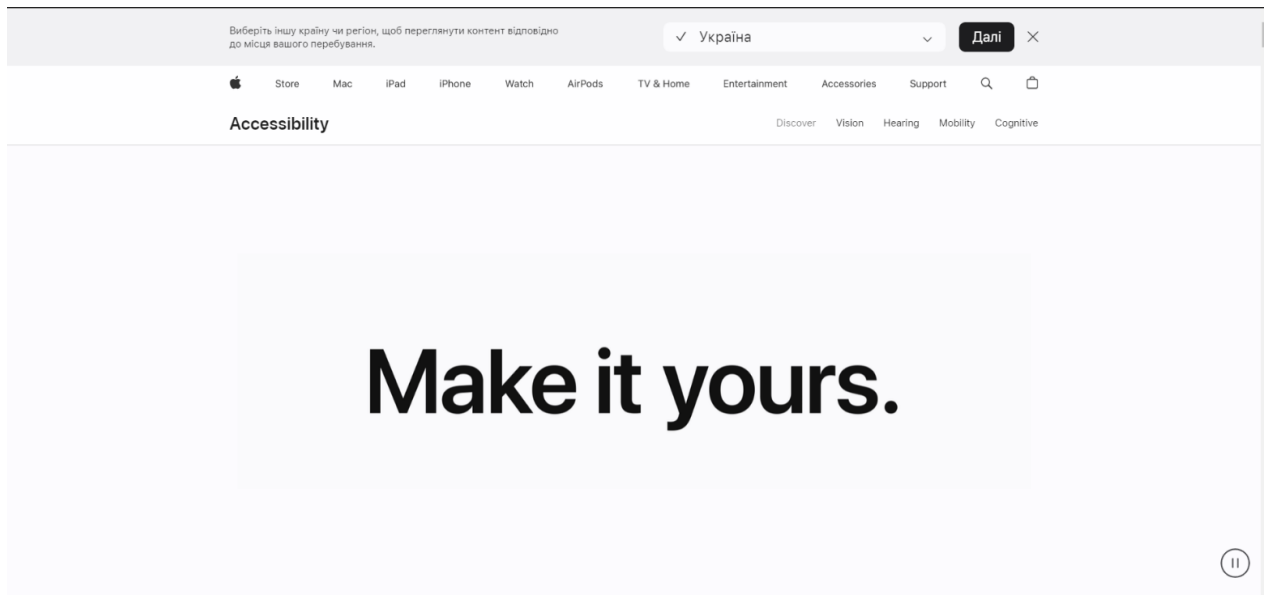 Виберіть іншу країну чи регіон, щоб переглянути контент відповідно
до місця вашого перебування.
Україна
Далі
Store Mac iPad iPhone Watch AirPods TV & Home Entertainment Accessories Support
Accessibility
Discover Vision Hearing Mobility Cognitive
Make it yours.